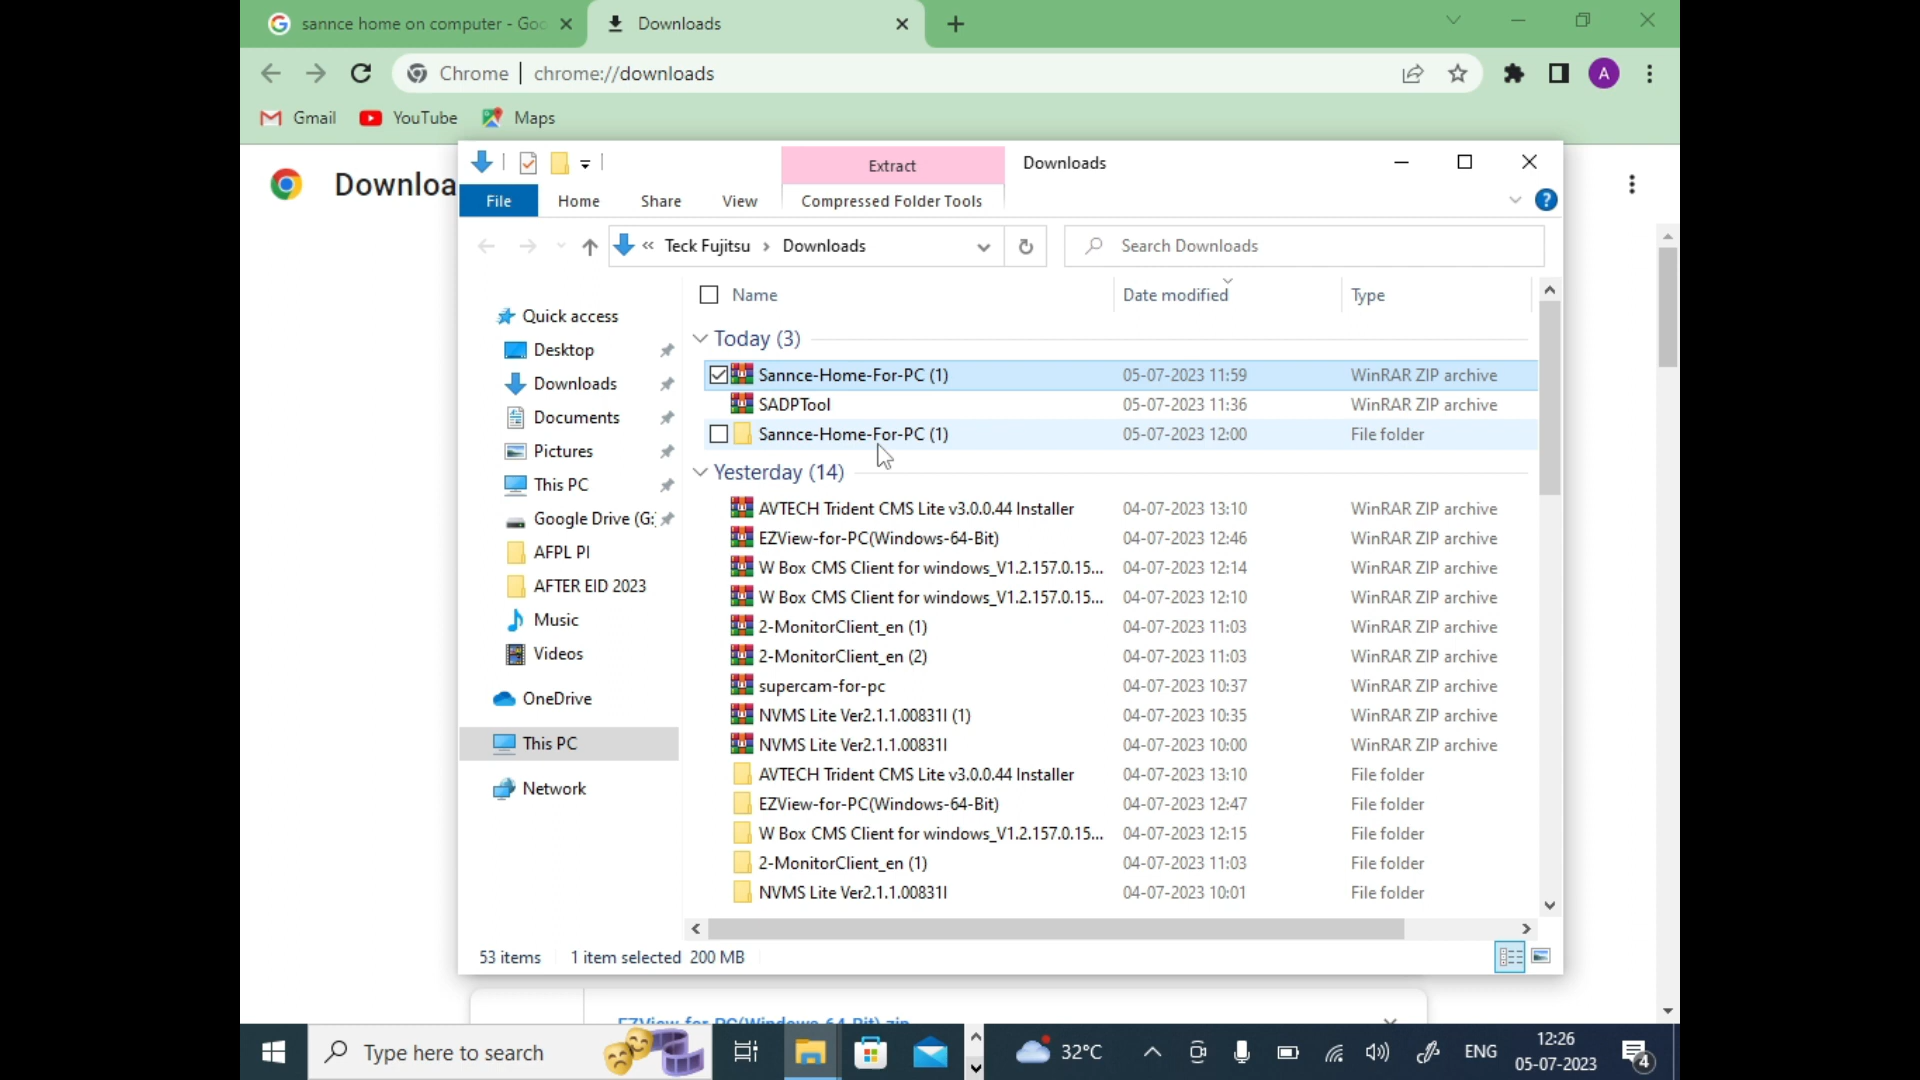 sannce home on computer - Goo
Downloads
Chrome
chrome://downloads
A
Gmail
YouTube
Maps
Downloa
Extract
Downloads
File
Home
Share
View
Compressed Folder Tools
?
« Teck Fujitsu › Downloads
Search Downloads
Name
Date modified
Type
Quick access
Desktop
Downloads
Documents
Pictures
This PC
Google Drive (G:
AFPL PI
AFTER EID 2023
Music
Videos
OneDrive
This PC
Network
Today (3)
Sannce-Home-For-PC (1) 05-07-2023 11:59 WinRAR ZIP archive
SADPTool 05-07-2023 11:36 WinRAR ZIP archive
Sannce-Home-For-PC (1) 05-07-2023 12:00 File folder
Yesterday (14)
AVTECH Trident CMS Lite v3.0.0.44 Installer 04-07-2023 13:10 WinRAR ZIP archive
EZView-for-PC(Windows-64-Bit) 04-07-2023 12:46 WinRAR ZIP archive
W Box CMS Client for windows_V1.2.157.0.15... 04-07-2023 12:14 WinRAR ZIP archive
W Box CMS Client for windows_V1.2.157.0.15... 04-07-2023 12:10 WinRAR ZIP archive
2-MonitorClient_en (1) 04-07-2023 11:03 WinRAR ZIP archive
2-MonitorClient_en (2) 04-07-2023 11:03 WinRAR ZIP archive
supercam-for-pc 04-07-2023 10:37 WinRAR ZIP archive
NVMS Lite Ver2.1.1.00831l (1) 04-07-2023 10:35 WinRAR ZIP archive
NVMS Lite Ver2.1.1.00831l 04-07-2023 10:00 WinRAR ZIP archive
AVTECH Trident CMS Lite v3.0.0.44 Installer 04-07-2023 13:10 File folder
EZView-for-PC(Windows-64-Bit) 04-07-2023 12:47 File folder
W Box CMS Client for windows_V1.2.157.0.15... 04-07-2023 12:15 File folder
2-MonitorClient_en (1) 04-07-2023 11:03 File folder
NVMS Lite Ver2.1.1.00831l 04-07-2023 10:01 File folder
53 items 1 item selected 200 MB
EZView-for-PC(Windows-64-Bit).zip
Type here to search
32°C
ENG
12:26
05-07-2023
4